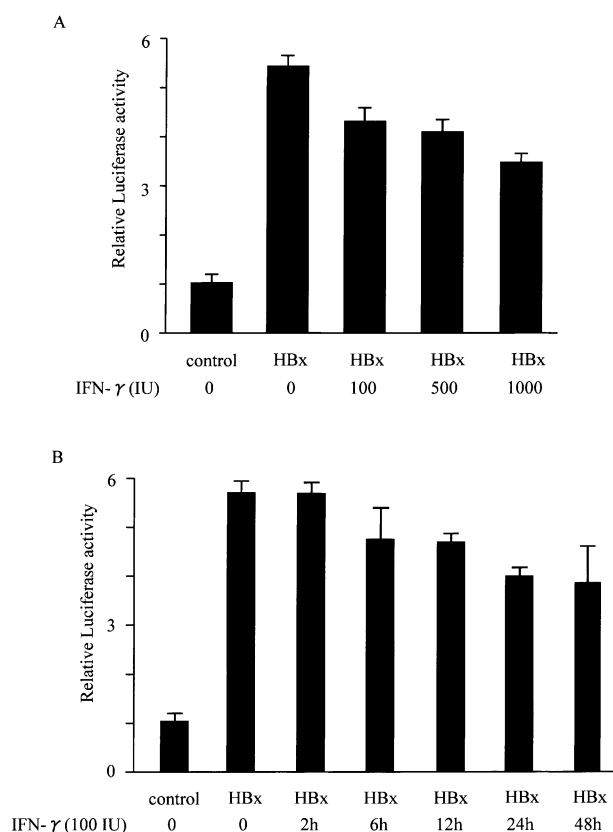 A
Relative Luciferase activity
6
3
0
control HBx HBx HBx HBx
IFN-γ (IU) 0 0 100 500 1000
B
Relative Luciferase activity
6
3
0
control HBx HBx HBx HBx HBx HBx
IFN-γ (100 IU) 0 0 2h 6h 12h 24h 48h